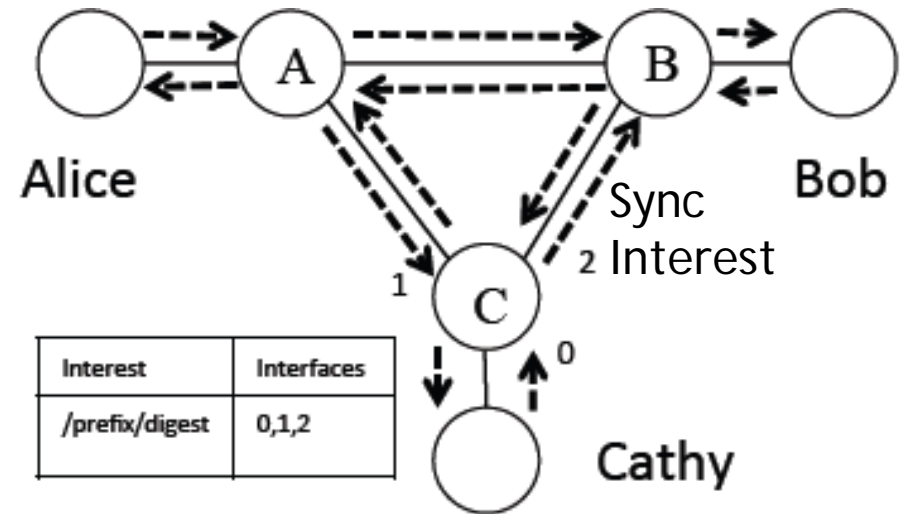 A
B
Alice
Bob
Sync
2 Interest
1
C
0
Interest Interfaces
/prefix/digest 0,1,2
Cathy